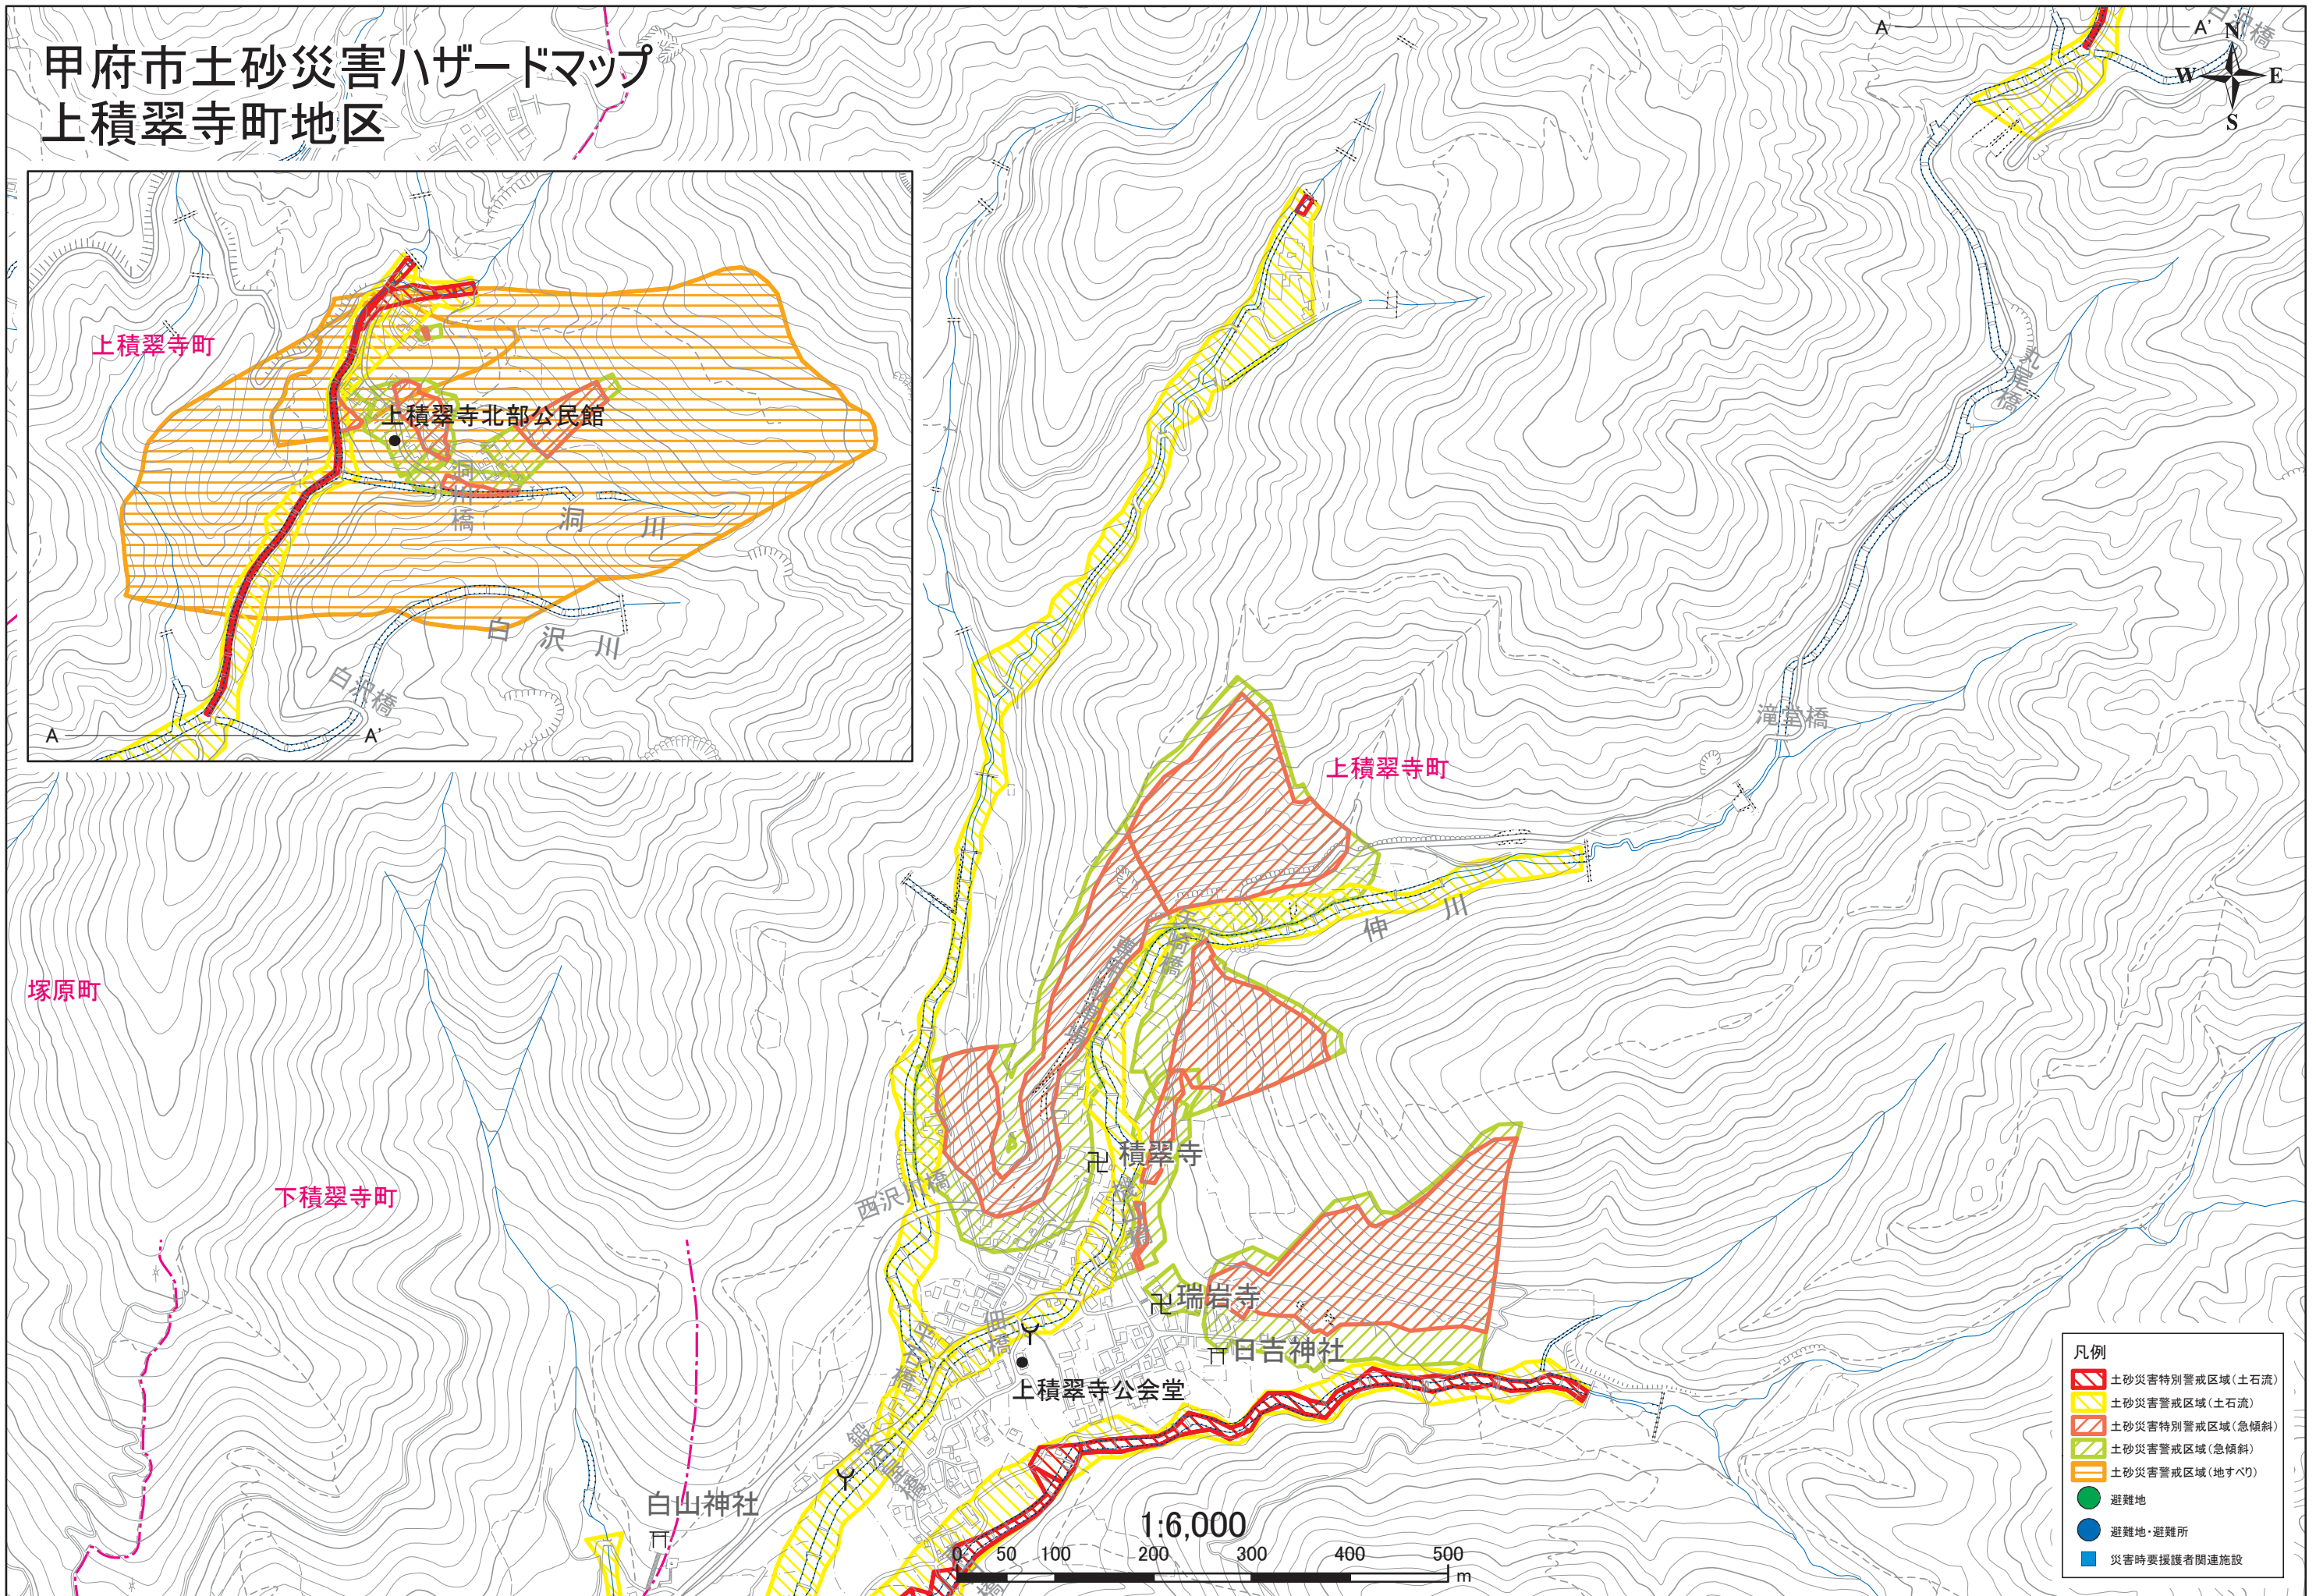 甲府市土砂災害ハザードマップ
上積翠寺町地区
A
A'
白沢橋
N
W
E
S
上積翠寺町
上積翠寺北部公民館
洞川橋
洞川
白沢川
白沢橋
A
A'
丸尾橋
滝堂橋
上積翠寺町
仲川
塚原町
下積翠寺町
西沢川橋
積翠寺
瑞岩寺
日吉神社
上積翠寺公会堂
白山神社
1:6,000
0 50 100 200 300 400 500
m
凡例
土砂災害特別警戒区域(土石流)
土砂災害警戒区域(土石流)
土砂災害特別警戒区域(急傾斜)
土砂災害警戒区域(急傾斜)
土砂災害警戒区域(地すべり)
避難地
避難地・避難所
災害時要援護者関連施設